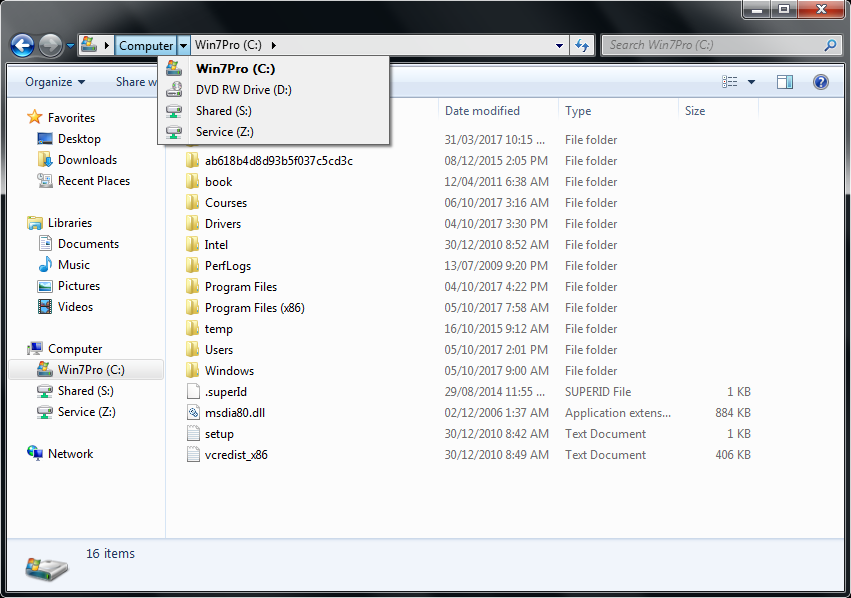 Computer Win7Pro (C:) Search Win7Pro (C:)
Organize Share w
Win7Pro (C:)
DVD RW Drive (D:)
Shared (S:)
Service (Z:)
Favorites
Desktop
Downloads
Recent Places
Libraries
Documents
Music
Pictures
Videos
Computer
Win7Pro (C:)
Shared (S:)
Service (Z:)
Network
Date modified Type Size
31/03/2017 10:15 ... File folder
ab618b4d8d93b5f037c5cd3c 08/12/2015 2:05 PM File folder
book 12/04/2011 6:38 AM File folder
Courses 06/10/2017 3:16 AM File folder
Drivers 04/10/2017 3:30 PM File folder
Intel 30/12/2010 8:52 AM File folder
PerfLogs 13/07/2009 9:20 PM File folder
Program Files 04/10/2017 4:22 PM File folder
Program Files (x86) 05/10/2017 7:58 AM File folder
temp 16/10/2015 9:12 AM File folder
Users 05/10/2017 2:01 PM File folder
Windows 05/10/2017 9:00 AM File folder
.superId 29/08/2014 11:55 ... SUPERID File 1 KB
msdia80.dll 02/12/2006 1:37 AM Application extens... 884 KB
setup 30/12/2010 8:42 AM Text Document 1 KB
vcredist_x86 30/12/2010 8:49 AM Text Document 406 KB
16 items